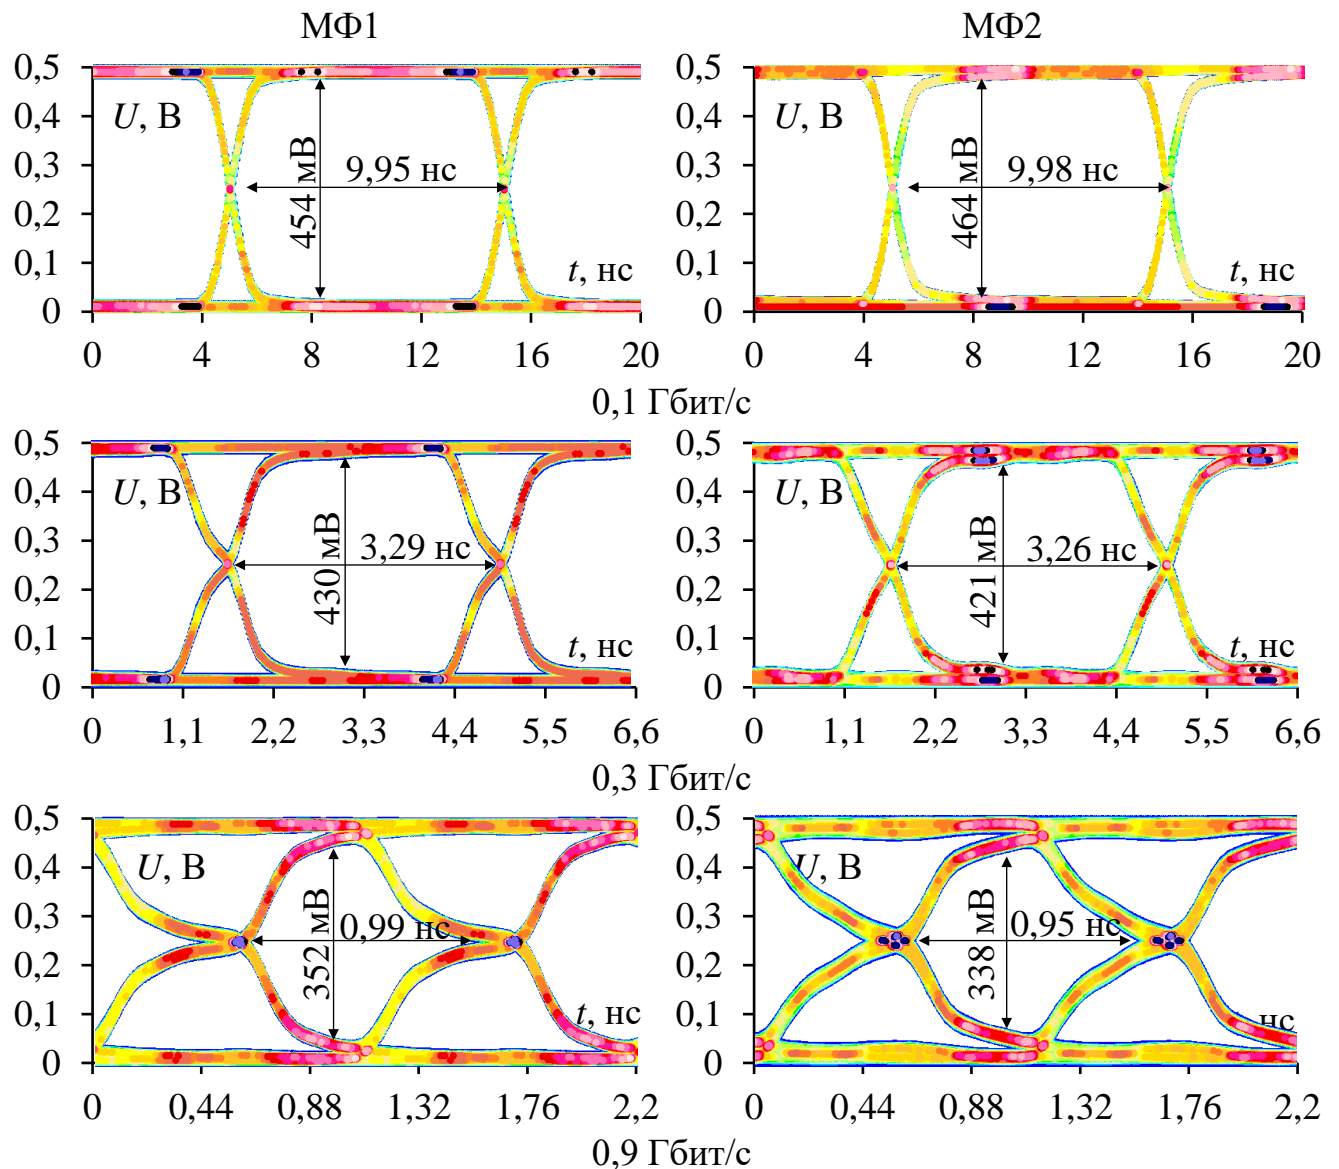 МФ1 МФ2
0,5 0,5
U, В U, В
0,4 0,4
0,3 0,3
9,95 нс 9,98 нс
454 мВ 464 мВ
0,2 0,2
0,1 t, нс 0,1 t, нс
0 0
0 4 8 12 16 20 0 4 8 12 16 20
0,1 Гбит/с
0,5 0,5
U, В U, В
0,4 0,4
0,3 0,3
3,29 нс 3,26 нс
430 мВ 421 мВ
0,2 0,2
0,1 t, нс 0,1 t, нс
0 0
0 1,1 2,2 3,3 4,4 5,5 6,6 0 1,1 2,2 3,3 4,4 5,5 6,6
0,3 Гбит/с
0,5 0,5
U, В U, В
0,4 0,4
0,3 0,3
0,99 нс 0,95 нс
352 мВ 338 мВ
0,2 0,2
0,1 t, нс 0,1 нс
0 0
0 0,44 0,88 1,32 1,76 2,2 0 0,44 0,88 1,32 1,76 2,2
0,9 Гбит/с